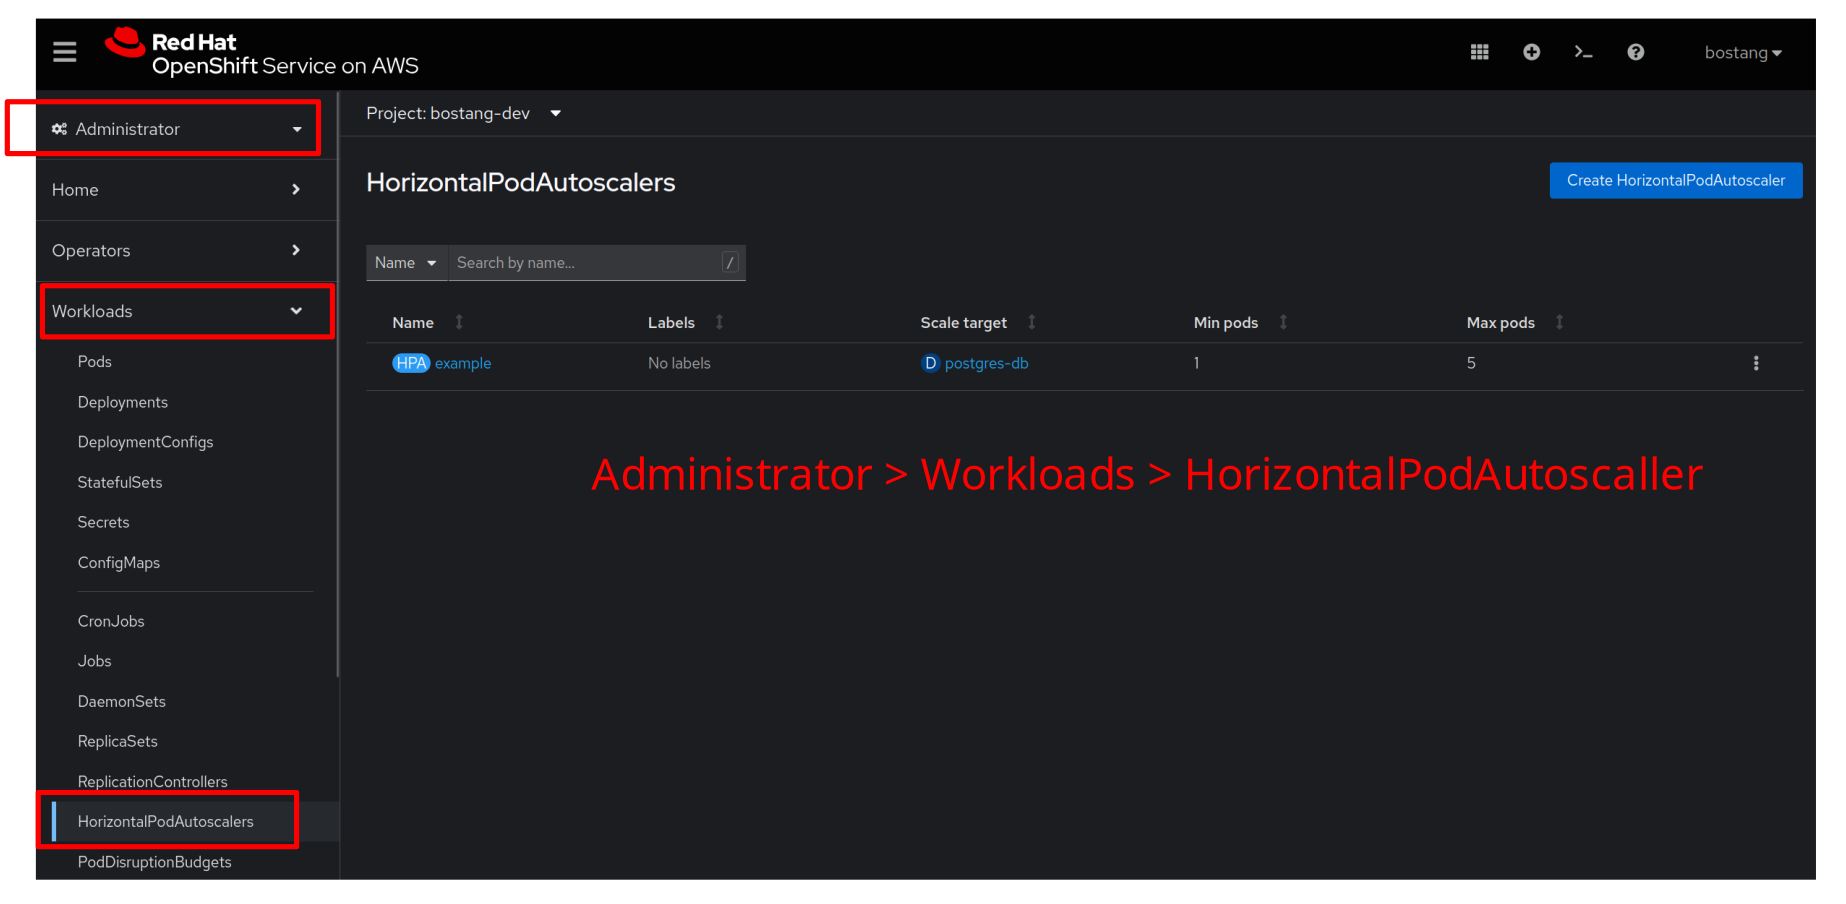 Red Hat
OpenShift Service on AWS
bostang
Administrator
Project: bostang-dev
Home
HorizontalPodAutoscalers
Create HorizontalPodAutoscaler
Operators
Name
Search by name...
/
Workloads
Name Labels Scale target Min pods Max pods
Pods
HPA example No labels D postgres-db 1 5
Deployments
DeploymentConfigs
Administrator > Workloads > HorizontalPodAutoscaller
StatefulSets
Secrets
ConfigMaps
CronJobs
Jobs
DaemonSets
ReplicaSets
ReplicationControllers
HorizontalPodAutoscalers
PodDisruptionBudgets